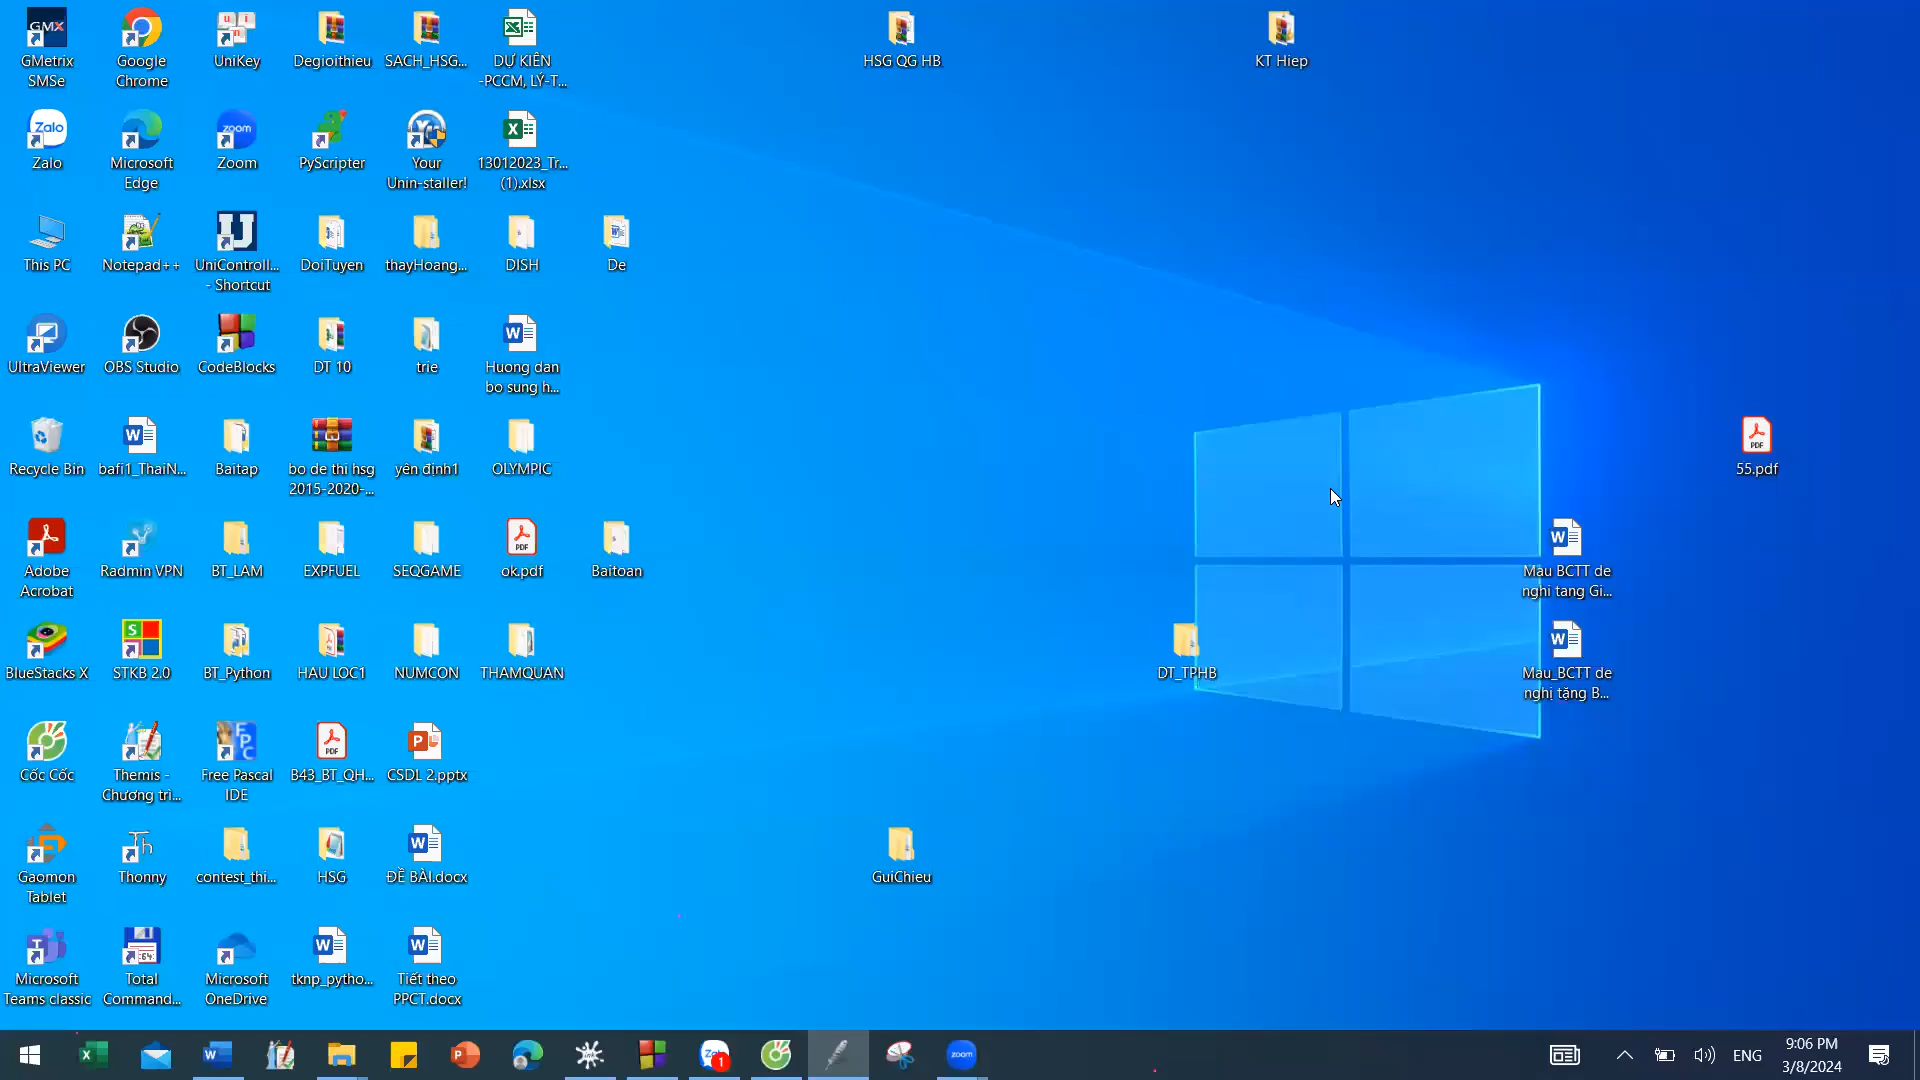 GMetrix
SMSe
Google
Chrome
UniKey
Degioithieu
SACH_HSG...
DỰ KIẾN
-PCCM, LÝ-T...
HSG QG HB
KT Hiep
Zalo
Microsoft
Edge
Zoom
PyScripter
Your
Unin-staller!
13012023_Tr...
(1).xlsx
This PC
Notepad++
UniControll...
- Shortcut
DoiTuyen
thayHoang...
DISH
De
UltraViewer
OBS Studio
CodeBlocks
DT 10
trie
Huong dan
bo sung h...
Recycle Bin
bafi1_ThaiN...
Baitap
bo de thi hsg
2015-2020-...
yên định1
OLYMPIC
55.pdf
Adobe
Acrobat
Radmin VPN
BT_LAM
EXPFUEL
SEQGAME
ok.pdf
Baitoan
Mau BCTT de
nghi tang Gi...
BlueStacks X
STKB 2.0
BT_Python
HAU LOC1
NUMCON
THAMQUAN
DT_TPHB
Mau_BCTT de
nghi tặng B...
Cốc Cốc
Themis -
Chương trì...
Free Pascal
IDE
B43_BT_QH...
CSDL 2.pptx
Gaomon
Tablet
Thonny
contest_thi...
HSG
ĐỀ BÀI.docx
GuiChieu
Microsoft
Teams classic
Total
Command...
Microsoft
OneDrive
tknp_pytho...
Tiết theo
PPCT.docx
ENG
9:06 PM
3/8/2024